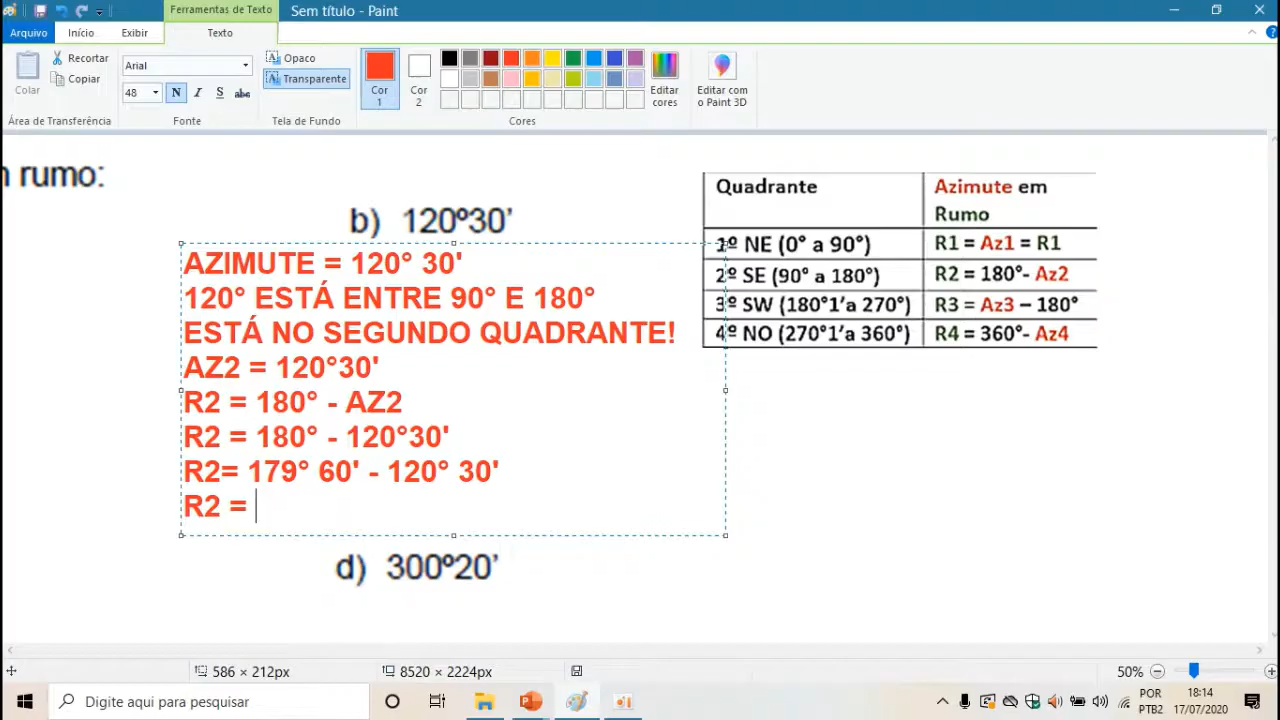 Ferramentas de Texto
Sem título - Paint
Arquivo
Início
Exibir
Texto
?
Colar
Recortar
Copiar
Área de Transferência
Arial
48
N
I
S
abc
Fonte
Opaco
Transparente
Tela de Fundo
Cor
1
Cor
2
Editar
cores
Editar com
o Paint 3D
Cores
rumo:
b) 120º30’
AZIMUTE = 120° 30'
120° ESTÁ ENTRE 90° E 180°
ESTÁ NO SEGUNDO QUADRANTE!
AZ2 = 120°30'
R2 = 180° - AZ2
R2 = 180° - 120°30'
R2= 179° 60' - 120° 30'
R2 =
d) 300º20’
Quadrante
Azimute em
Rumo
1º NE (0° a 90°)
R1 = Az1 = R1
2º SE (90° a 180°)
R2 = 180°- Az2
3º SW (180°1’a 270°)
R3 = Az3 – 180°
4º NO (270°1’a 360°)
R4 = 360°- Az4
586 × 212px
8520 × 2224px
50%
Digite aqui para pesquisar
POR
PTB2
18:14
17/07/2020